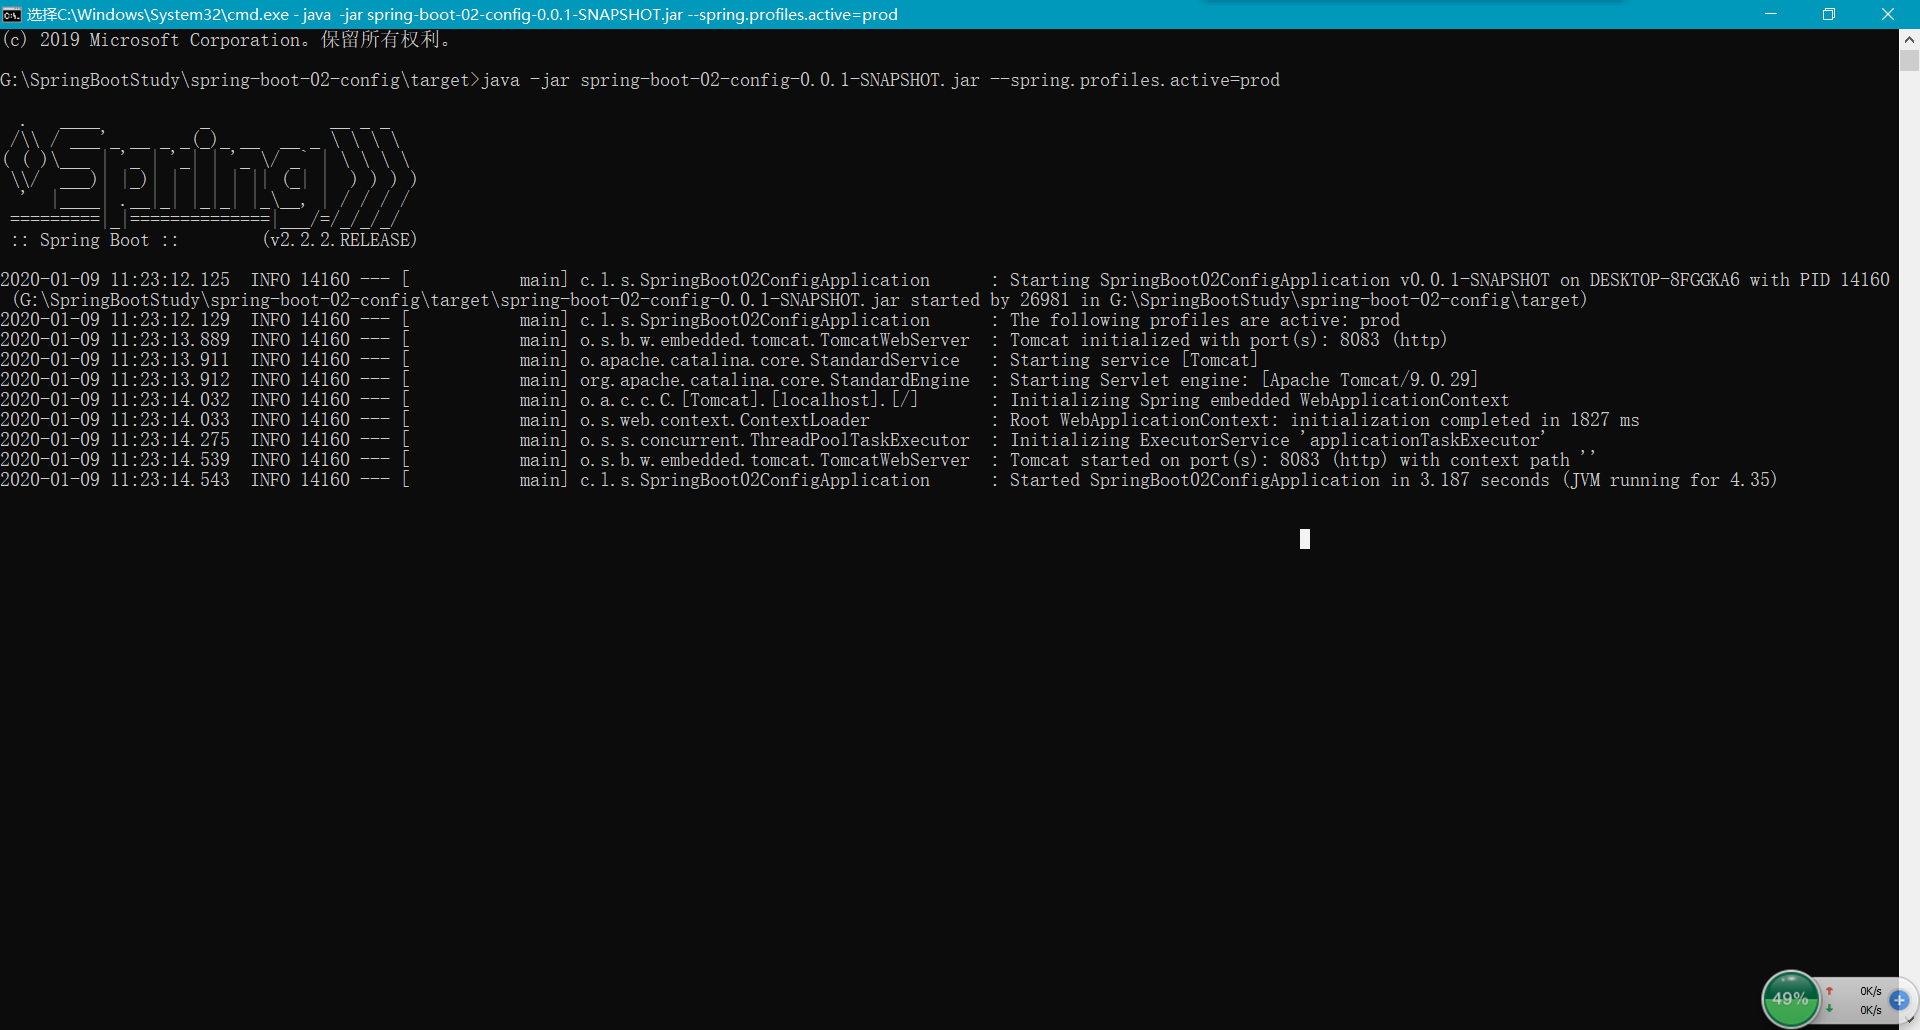 选择C:\Windows\System32\cmd.exe - java  -jar spring-boot-02-config-0.0.1-SNAPSHOT.jar --spring.profiles.active=prod
(c) 2019 Microsoft Corporation。保留所有权利。
G:\SpringBootStudy\spring-boot-02-config\target>java -jar spring-boot-02-config-0.0.1-SNAPSHOT.jar --spring.profiles.active=prod
Spring
:: Spring Boot ::        (v2.2.2.RELEASE)
2020-01-09 11:23:12.125  INFO 14160 --- [           main] c.l.s.SpringBoot02ConfigApplication      : Starting SpringBoot02ConfigApplication v0.0.1-SNAPSHOT on DESKTOP-8FGGKA6 with PID 14160
(G:\SpringBootStudy\spring-boot-02-config\target\spring-boot-02-config-0.0.1-SNAPSHOT.jar started by 26981 in G:\SpringBootStudy\spring-boot-02-config\target)
2020-01-09 11:23:12.129  INFO 14160 --- [           main] c.l.s.SpringBoot02ConfigApplication      : The following profiles are active: prod
2020-01-09 11:23:13.889  INFO 14160 --- [           main] o.s.b.w.embedded.tomcat.TomcatWebServer  : Tomcat initialized with port(s): 8083 (http)
2020-01-09 11:23:13.911  INFO 14160 --- [           main] o.apache.catalina.core.StandardService   : Starting service [Tomcat]
2020-01-09 11:23:13.912  INFO 14160 --- [           main] org.apache.catalina.core.StandardEngine  : Starting Servlet engine: [Apache Tomcat/9.0.29]
2020-01-09 11:23:14.032  INFO 14160 --- [           main] o.a.c.c.C.[Tomcat].[localhost].[/]       : Initializing Spring embedded WebApplicationContext
2020-01-09 11:23:14.033  INFO 14160 --- [           main] o.s.web.context.ContextLoader            : Root WebApplicationContext: initialization completed in 1827 ms
2020-01-09 11:23:14.275  INFO 14160 --- [           main] o.s.s.concurrent.ThreadPoolTaskExecutor  : Initializing ExecutorService 'applicationTaskExecutor'
2020-01-09 11:23:14.539  INFO 14160 --- [           main] o.s.b.w.embedded.tomcat.TomcatWebServer  : Tomcat started on port(s): 8083 (http) with context path ''
2020-01-09 11:23:14.543  INFO 14160 --- [           main] c.l.s.SpringBoot02ConfigApplication      : Started SpringBoot02ConfigApplication in 3.187 seconds (JVM running for 4.35)
49%
0K/s
0K/s